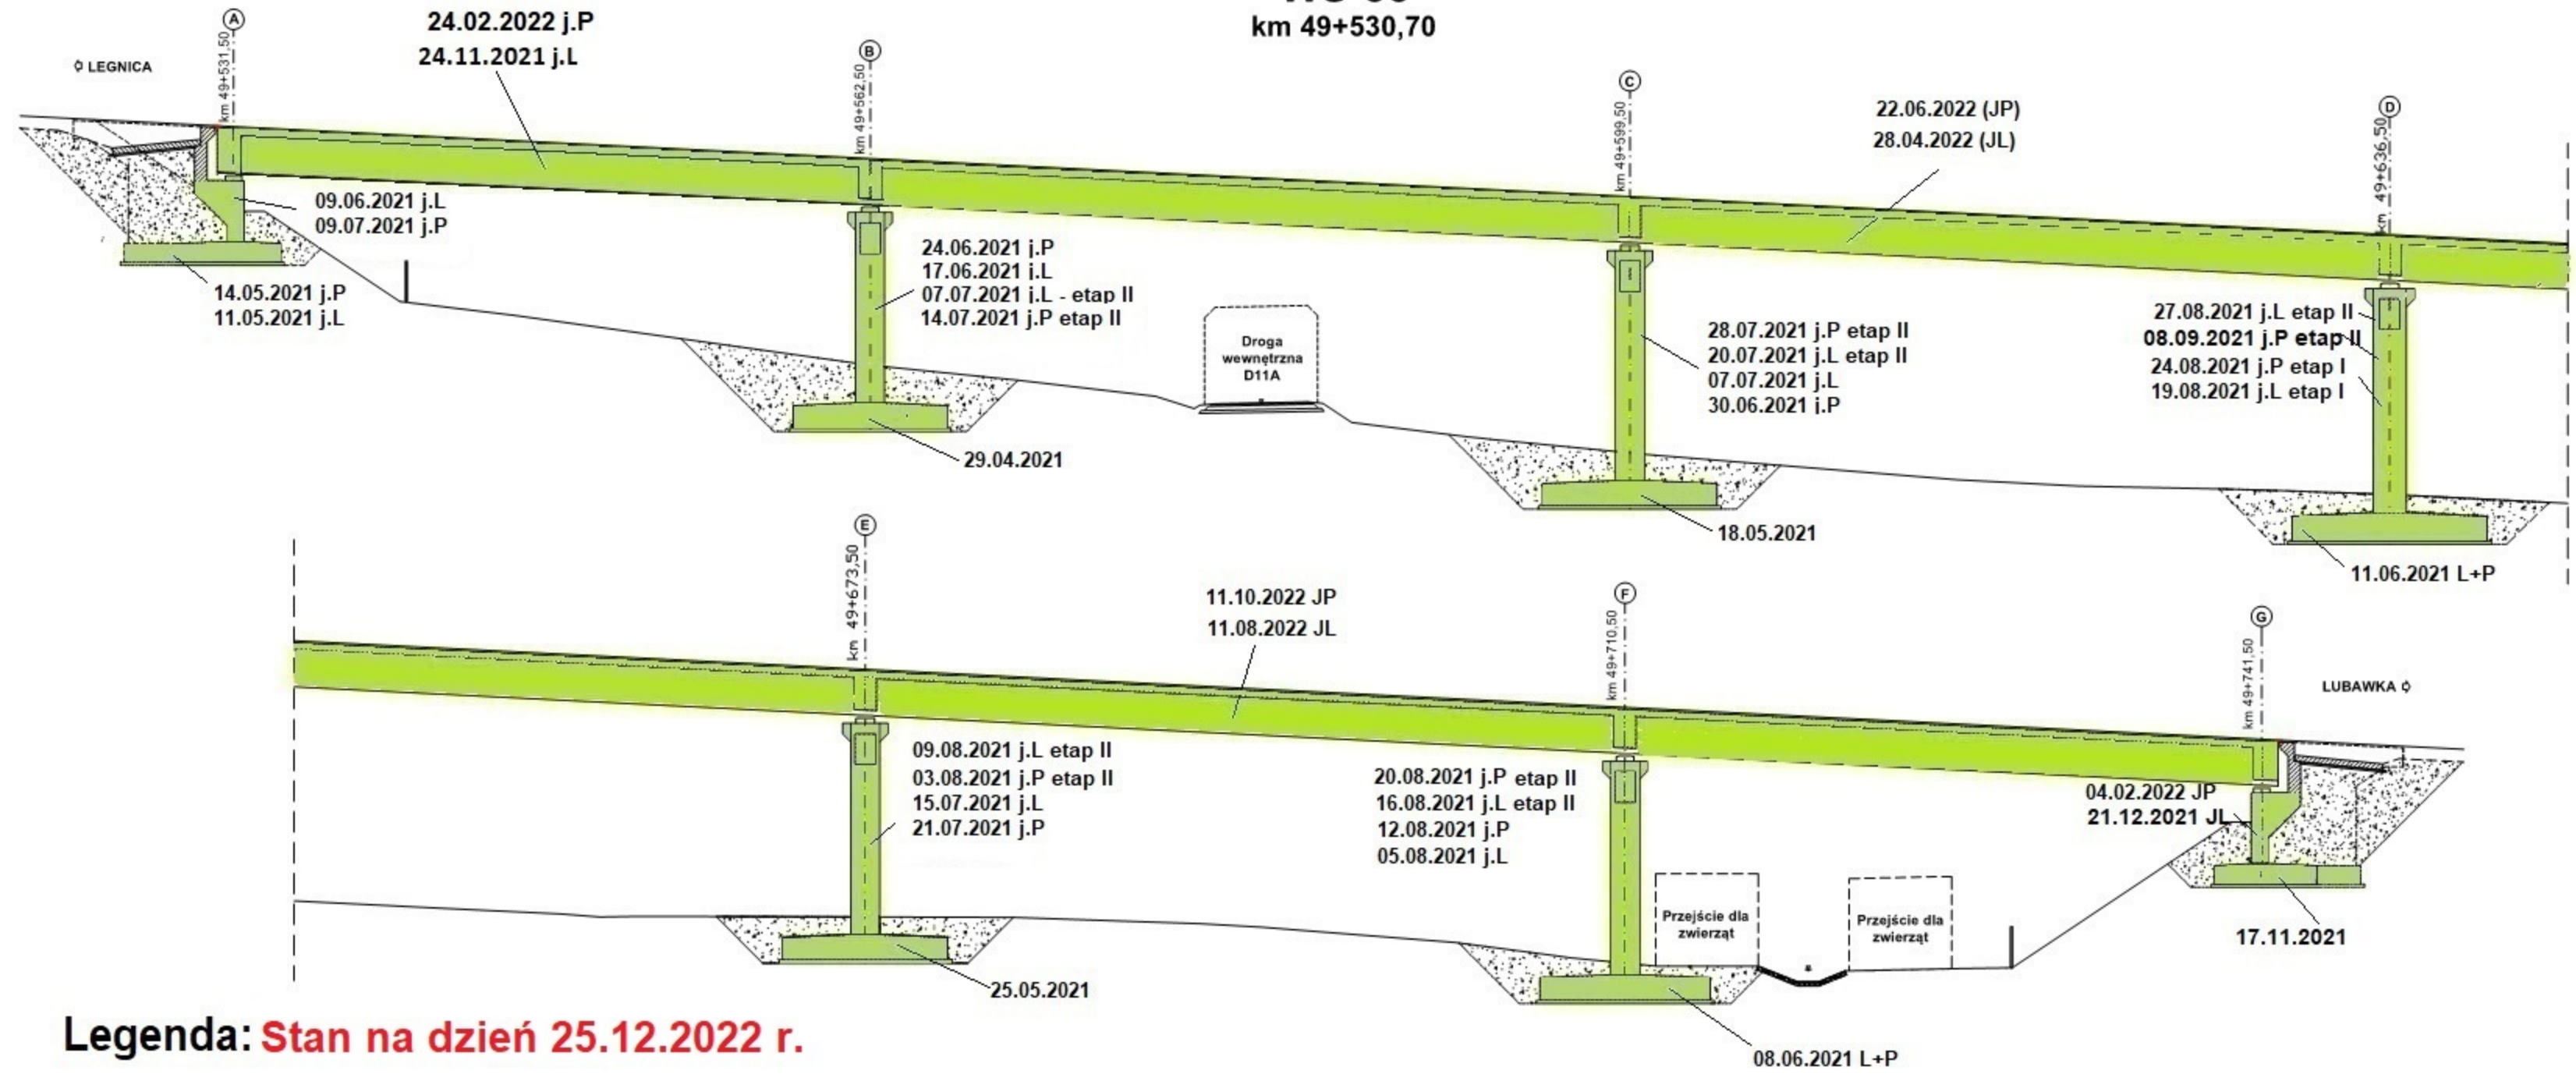 km 49+530,70
A
km 49+531,50
LEGNICA
24.02.2022 j.P
24.11.2021 j.L
B
km 49+562,50
C
km 49+599,50
22.06.2022 (JP)
28.04.2022 (JL)
D
km 49+636,50
09.06.2021 j.L
09.07.2021 j.P
14.05.2021 j.P
11.05.2021 j.L
24.06.2021 j.P
17.06.2021 j.L
07.07.2021 j.L - etap II
14.07.2021 j.P etap II
29.04.2021
Droga
wewnętrzna
D11A
28.07.2021 j.P etap II
20.07.2021 j.L etap II
07.07.2021 j.L
30.06.2021 j.P
18.05.2021
27.08.2021 j.L etap II
08.09.2021 j.P etap II
24.08.2021 j.P etap I
19.08.2021 j.L etap I
11.06.2021 L+P
E
km 49+673,50
11.10.2022 JP
11.08.2022 JL
F
km 49+710,50
G
km 49+741,50
LUBAWKA
09.08.2021 j.L etap II
03.08.2021 j.P etap II
15.07.2021 j.L
21.07.2021 j.P
25.05.2021
20.08.2021 j.P etap II
16.08.2021 j.L etap II
12.08.2021 j.P
05.08.2021 j.L
Przejście dla
zwierząt
Przejście dla
zwierząt
04.02.2022 JP
21.12.2021 JL
17.11.2021
08.06.2021 L+P
Legenda: Stan na dzień 25.12.2022 r.